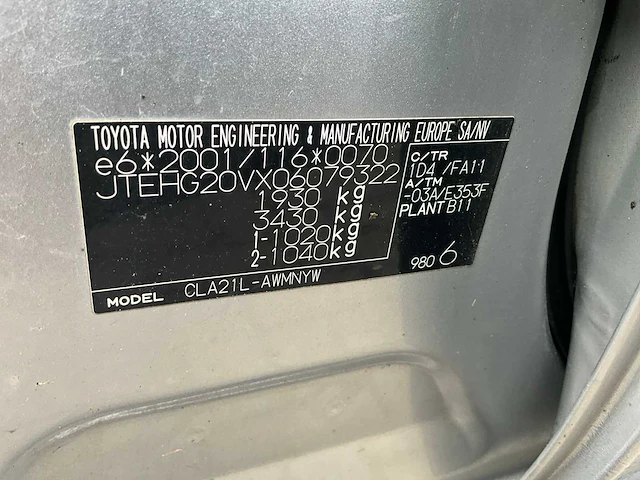 TOYOTA MOTOR ENGINEERING & MANUFACTURING EUROPE SA/NV
e6*2001/116*0070
JTEHG20VX06079322
1930 kg
3430 kg
1-1020kg
2-1040kg
C/TR
1D4 /FA11
A/TM
-03A/E353F
PLANT B11
980 6
MODEL CLA21L-AWMNYW